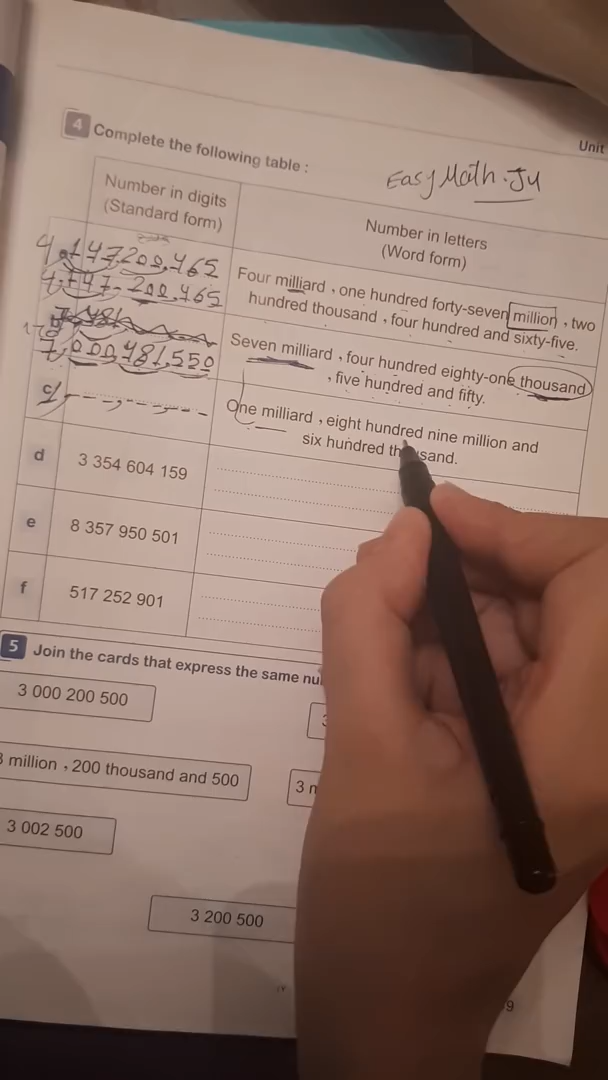 Unit
4 Complete the following table :
EasyMath.JU
Number in digits
(Standard form)
Number in letters
(Word form)
4,147,200,465
4,147,200,465
Four milliard , one hundred forty-seven million , two
hundred thousand , four hundred and sixty-five.
7,000,481,550
Seven milliard , four hundred eighty-one thousand
, five hundred and fifty.
c
One milliard , eight hundred nine million and
six hundred thousand.
d 3 354 604 159
e 8 357 950 501
f 517 252 901
5 Join the cards that express the same
3 000 200 500
million , 200 thousand and 500
3 002 500
3 200 500
9